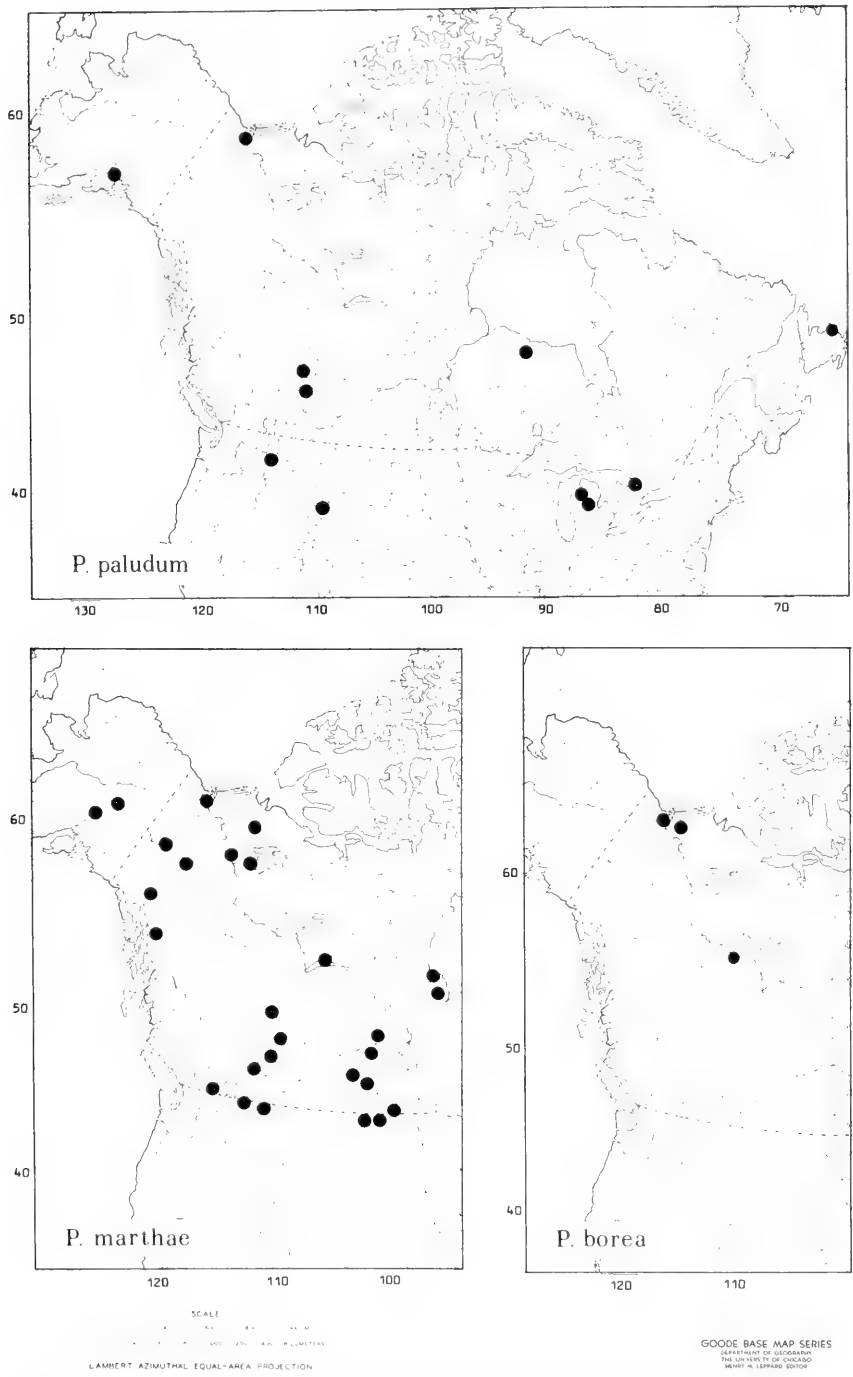 60
50
40
P. paludum
130 120 110 100 90 80 70
60
50
40
P. marthae
120 110 100
60
50
40
P. borea
120 110
SCALE
LAMBERT AZIMUTHAL EQUAL-AREA PROJECTION
GOODE BASE MAP SERIES
DEPARTMENT OF GEOGRAPHY
THE UNIVERSITY OF CHICAGO
HENRY M. LEPPARD EDITOR